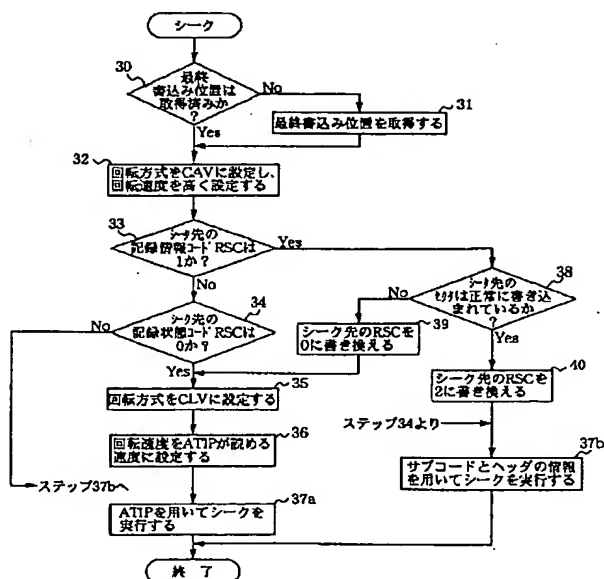 シーク
30
最終
書込み位置は
取得済みか
?
No
Yes
31
最終書込み位置を取得する
32
回転方式をCAVに設定し、
回転速度を高く設定する
33
シーク先の
記録情報コードRSCは
1か?
Yes
No
34
シーク先の
記録状態コードRSCは
0か?
No
Yes
38
シーク先の
セクタは正常に書き込
まれているか
?
No
Yes
39
シーク先のRSCを
0に書き換える
40
シーク先のRSCを
2に書き換える
35
回転方式をCLVに設定する
36
回転速度をATIPが読める
速度に設定する
ステップ34より
ステップ37bへ
37a
ATIPを用いてシークを
実行する
37b
サブコードとヘッダの情報
を用いてシークを実行する
終了